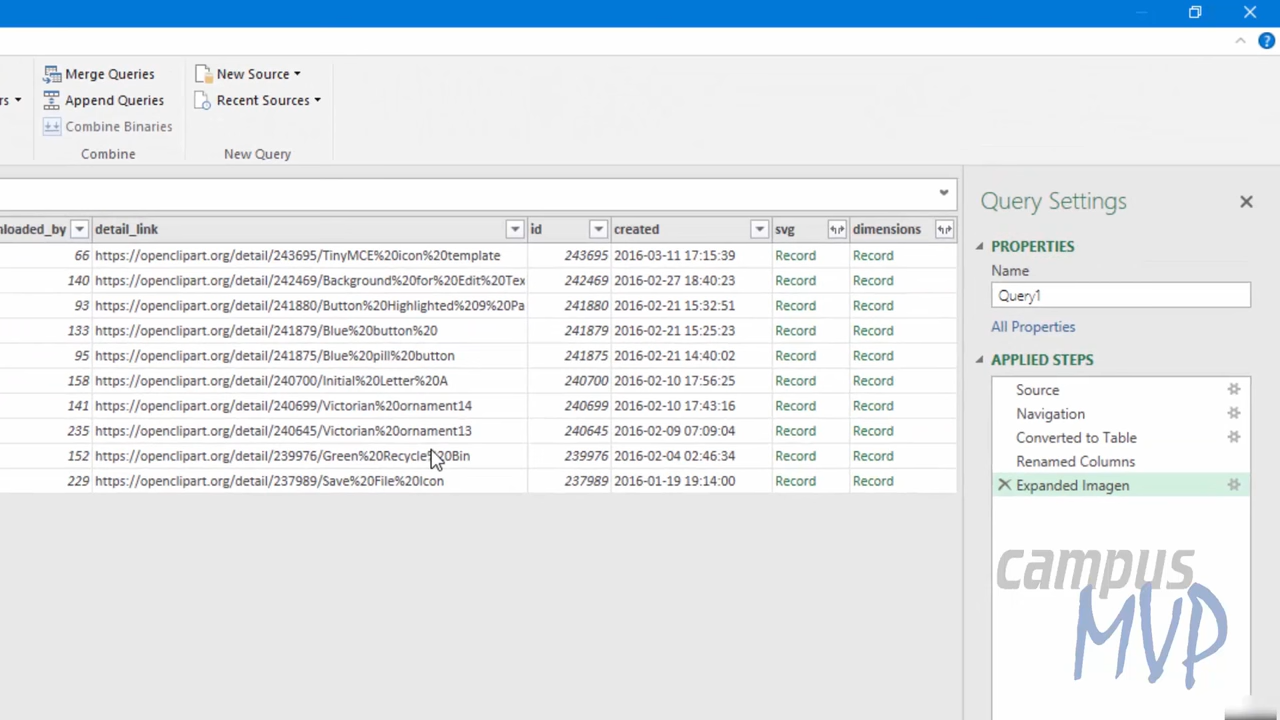 Merge Queries
New Source
Append Queries
Recent Sources
Combine Binaries
Combine
New Query
Query Settings
detail_link id created svg dimensions
66 https://openclipart.org/detail/243695/TinyMCE%20icon%20template 243695 2016-03-11 17:15:39 Record Record
140 https://openclipart.org/detail/242469/Background%20for%20Edit%20Tex 242469 2016-02-27 18:40:23 Record Record
93 https://openclipart.org/detail/241880/Button%20Highlighted%209%20Pa 241880 2016-02-21 15:32:51 Record Record
133 https://openclipart.org/detail/241879/Blue%20button%20 241879 2016-02-21 15:25:23 Record Record
95 https://openclipart.org/detail/241875/Blue%20pill%20button 241875 2016-02-21 14:40:02 Record Record
158 https://openclipart.org/detail/240700/Initial%20Letter%20A 240700 2016-02-10 17:56:25 Record Record
141 https://openclipart.org/detail/240699/Victorian%20ornament14 240699 2016-02-10 17:43:16 Record Record
235 https://openclipart.org/detail/240645/Victorian%20ornament13 240645 2016-02-09 07:09:04 Record Record
152 https://openclipart.org/detail/239976/Green%20Recycle%20Bin 239976 2016-02-04 02:46:34 Record Record
229 https://openclipart.org/detail/237989/Save%20File%20Icon 237989 2016-01-19 19:14:00 Record Record
PROPERTIES
Name
Query1
All Properties
APPLIED STEPS
Source
Navigation
Converted to Table
Renamed Columns
Expanded Imagen
campus
MVP